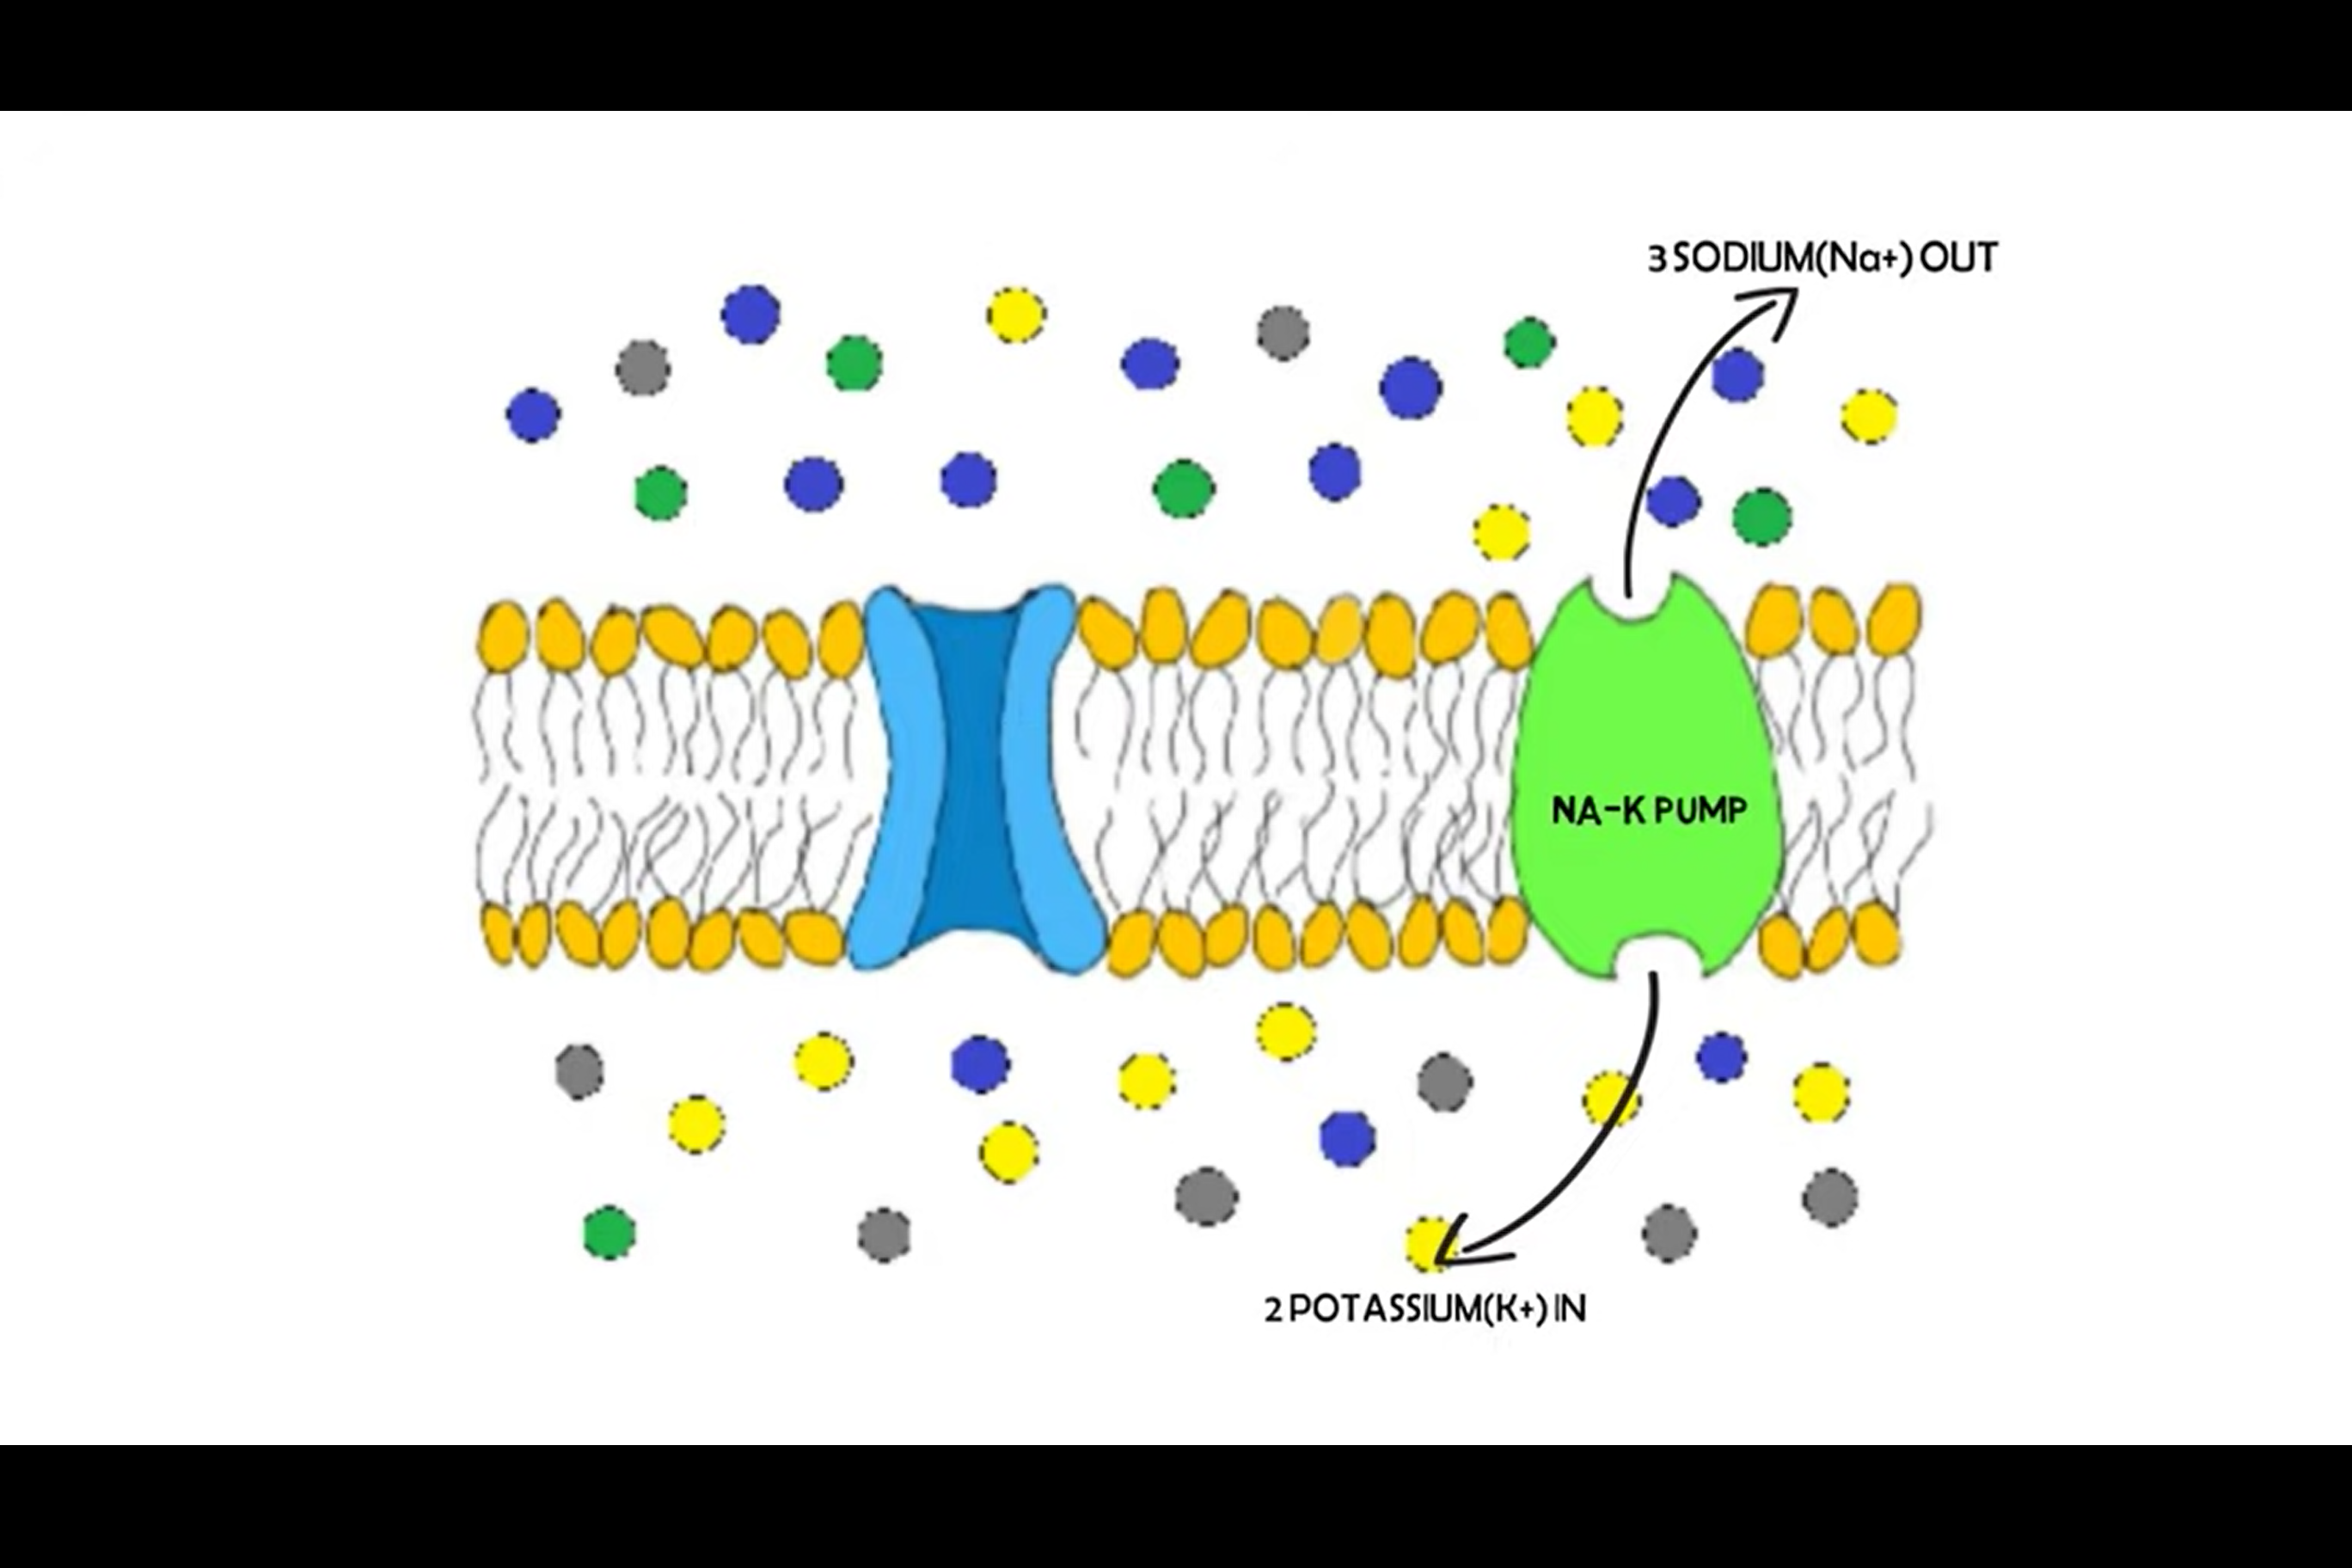 3 SODIUM(Na+) OUT
NA-K PUMP
2 POTASSIUM(K+) IN